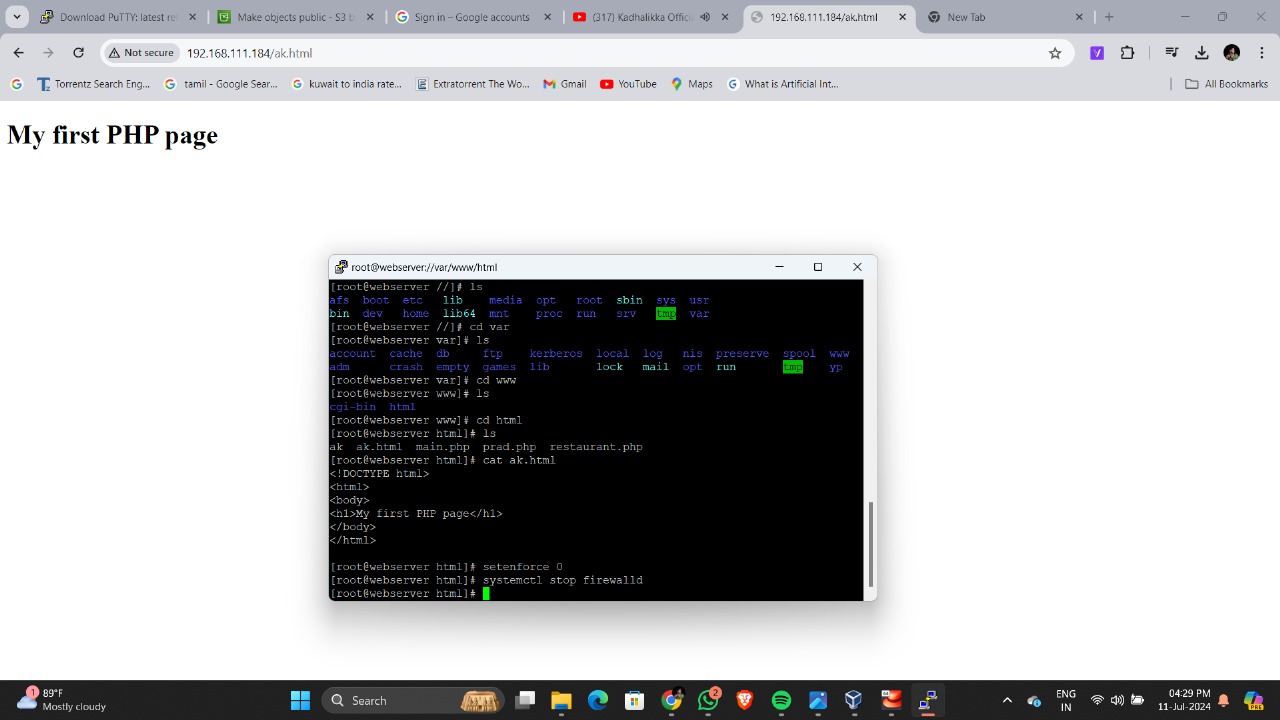 Download PuTTY: latest rel
Make objects public - S3 b
Sign in – Google accounts
(317) Kadhalikka Offici
192.168.111.184/ak.html
New Tab
Not secure
192.168.111.184/ak.html
Torrentz Search Eng...
tamil - Google Sear...
kuwait to india rate...
Extratorrent The Wo...
Gmail
YouTube
Maps
What is Artificial Int...
All Bookmarks
My first PHP page
root@webserver://var/www/html
[root@webserver //]# ls
afs boot etc lib media opt root sbin sys usr
bin dev home lib64 mnt proc run srv tmp var
[root@webserver //]# cd var
[root@webserver var]# ls
account cache db ftp kerberos local log nis preserve spool www
adm crash empty games lib lock mail opt run tmp yp
[root@webserver var]# cd www
[root@webserver www]# ls
cgi-bin html
[root@webserver www]# cd html
[root@webserver html]# ls
ak ak.html main.php prad.php restaurant.php
[root@webserver html]# cat ak.html
<!DOCTYPE html>
<html>
<body>
<h1>My first PHP page</h1>
</body>
</html>
[root@webserver html]# setenforce 0
[root@webserver html]# systemctl stop firewalld
[root@webserver html]#
1
89°F
Mostly cloudy
Search
2
ENG
IN
04:29 PM
11-Jul-2024
PRE